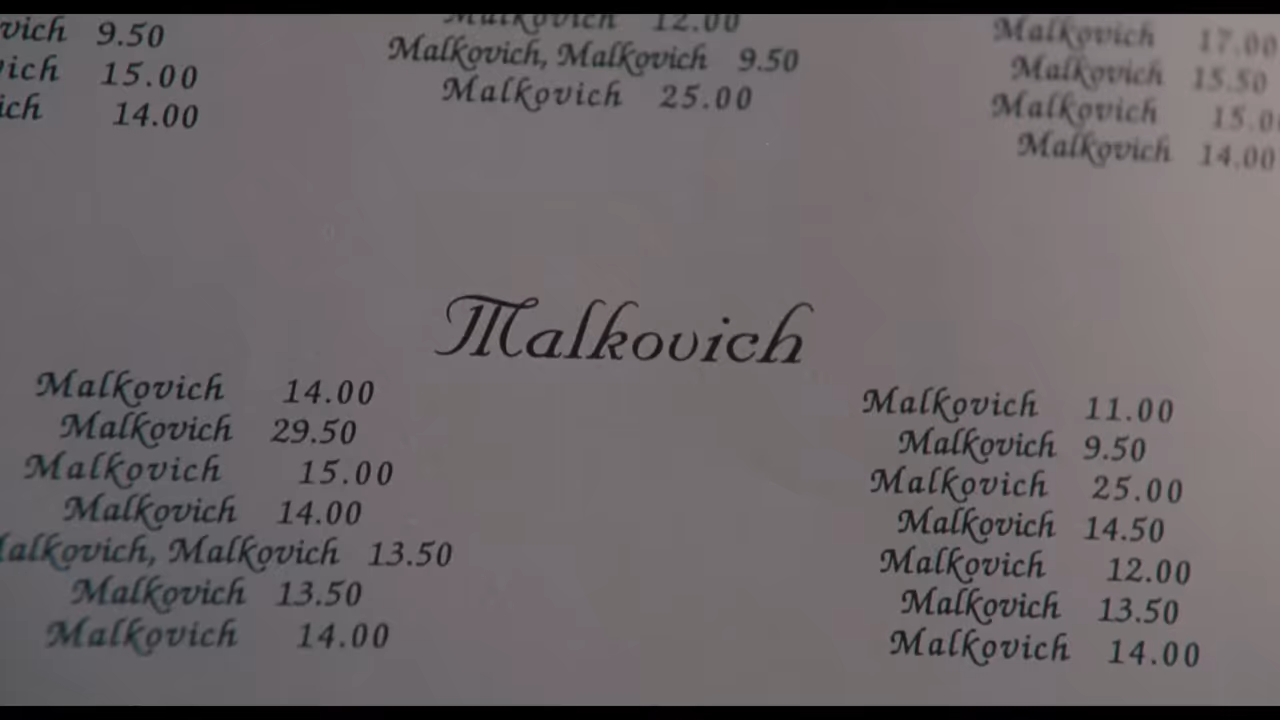 vich 9.50
vich 15.00
ich 14.00
Malkovich 12.00
Malkovich, Malkovich 9.50
Malkovich 25.00
Malkovich 17.00
Malkovich 15.50
Malkovich 15.0
Malkovich 14.00
Malkovich
Malkovich 14.00
Malkovich 29.50
Malkovich 15.00
Malkovich 14.00
alkovich, Malkovich 13.50
Malkovich 13.50
Malkovich 14.00
Malkovich 11.00
Malkovich 9.50
Malkovich 25.00
Malkovich 14.50
Malkovich 12.00
Malkovich 13.50
Malkovich 14.00